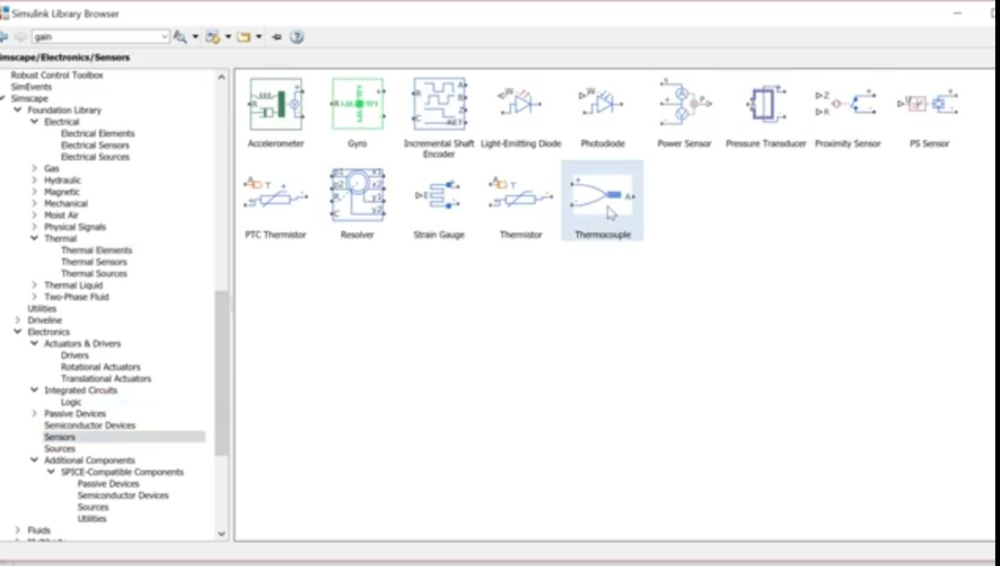 Simulink Library Browser
gain
imscape/Electronics/Sensors
Robust Control Toolbox
SimEvents
Simscape
Foundation Library
Electrical
Electrical Elements
Electrical Sensors
Electrical Sources
Gas
Hydraulic
Magnetic
Mechanical
Moist Air
Physical Signals
Thermal
Thermal Elements
Thermal Sensors
Thermal Sources
Thermal Liquid
Two-Phase Fluid
Utilities
Driveline
Electronics
Actuators & Drivers
Drivers
Rotational Actuators
Translational Actuators
Integrated Circuits
Logic
Passive Devices
Semiconductor Devices
Sensors
Sources
Additional Components
SPICE-Compatible Components
Passive Devices
Semiconductor Devices
Sources
Utilities
Fluids
Accelerometer
Gyro
Incremental Shaft
Encoder
Light-Emitting Diode
Photodiode
Power Sensor
Pressure Transducer
Proximity Sensor
PS Sensor
PTC Thermistor
Resolver
Strain Gauge
Thermistor
Thermocouple